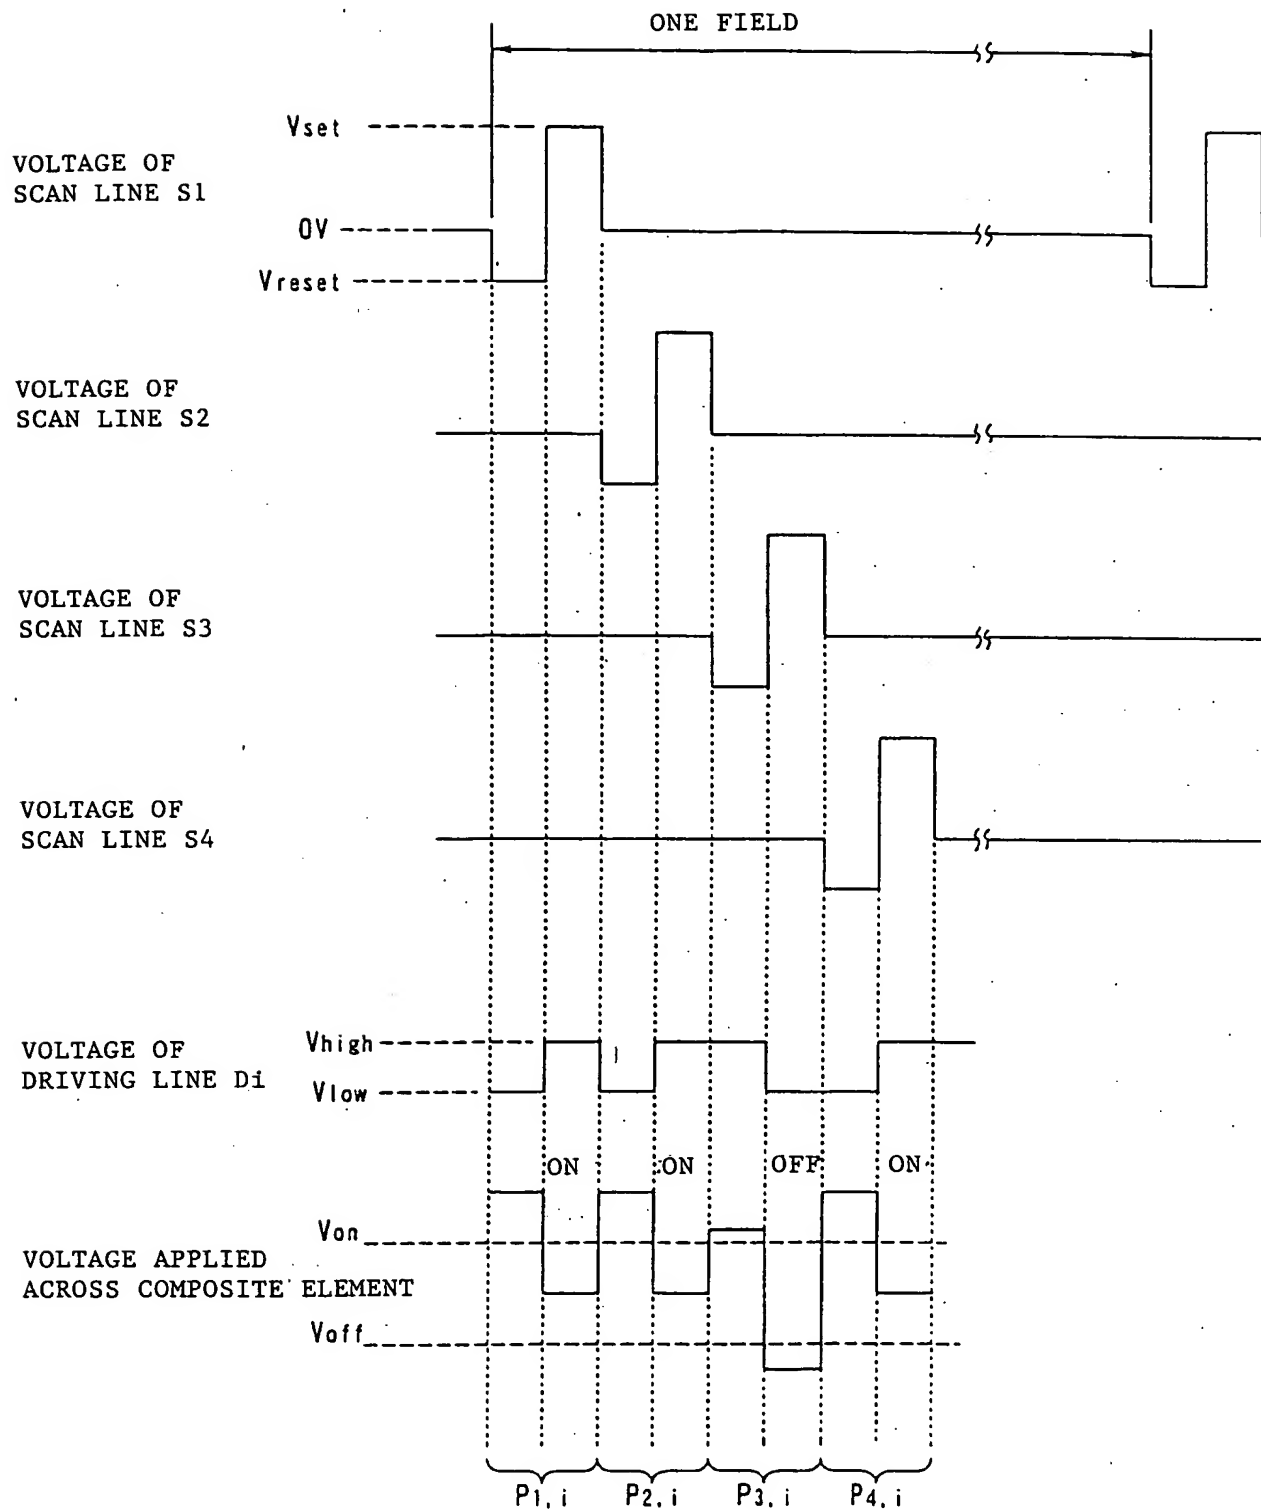 ONE FIELD
Vset
VOLTAGE OF
SCAN LINE S1
0V
Vreset
VOLTAGE OF
SCAN LINE S2
VOLTAGE OF
SCAN LINE S3
VOLTAGE OF
SCAN LINE S4
Vhigh
VOLTAGE OF
DRIVING LINE Di
Vlow
ON ON OFF ON
Von
VOLTAGE APPLIED
ACROSS COMPOSITE ELEMENT
Voff
P1, i P2, i P3, i P4, i